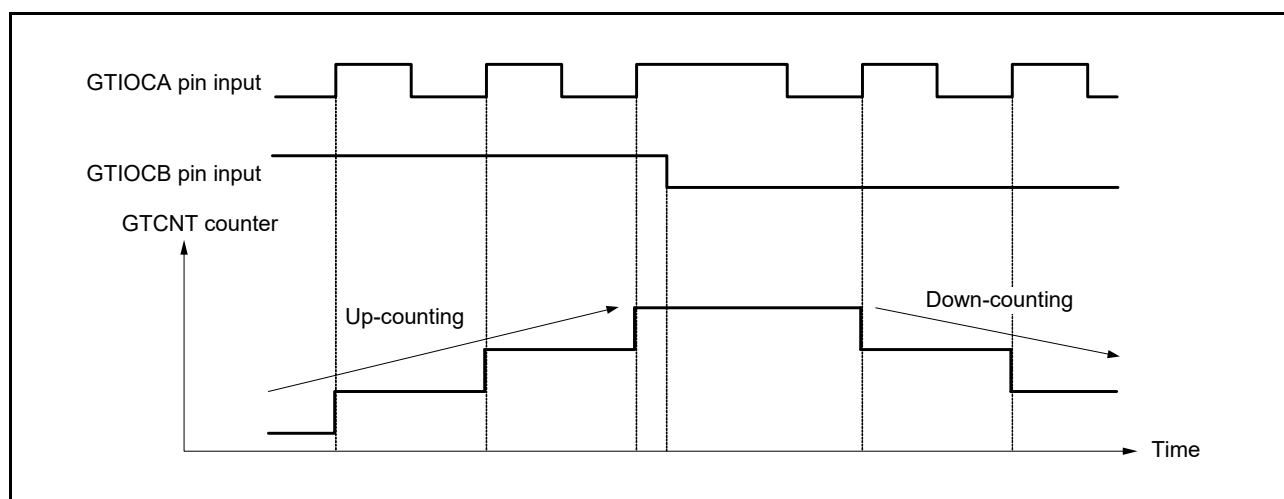 GTIOCA pin input
GTIOCB pin input
GTCNT counter
Up-counting
Down-counting
Time